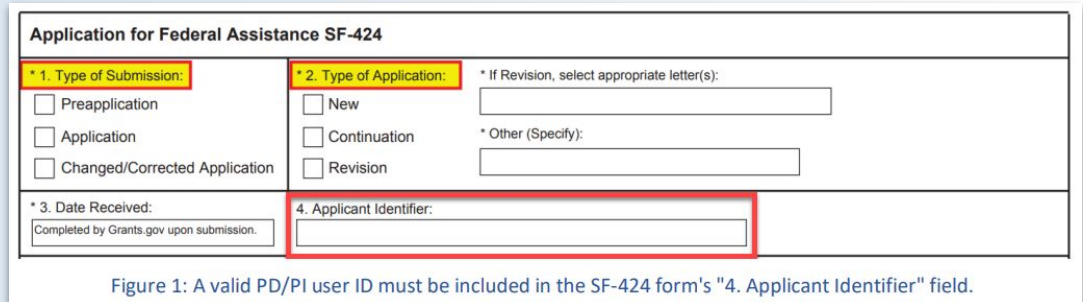 Application for Federal Assistance SF-424
* 1. Type of Submission:
Preapplication
Application
Changed/Corrected Application
* 2. Type of Application:
New
Continuation
Revision
* If Revision, select appropriate letter(s):
* Other (Specify):
* 3. Date Received:
Completed by Grants.gov upon submission.
4. Applicant Identifier:
Figure 1: A valid PD/PI user ID must be included in the SF-424 form's "4. Applicant Identifier" field.